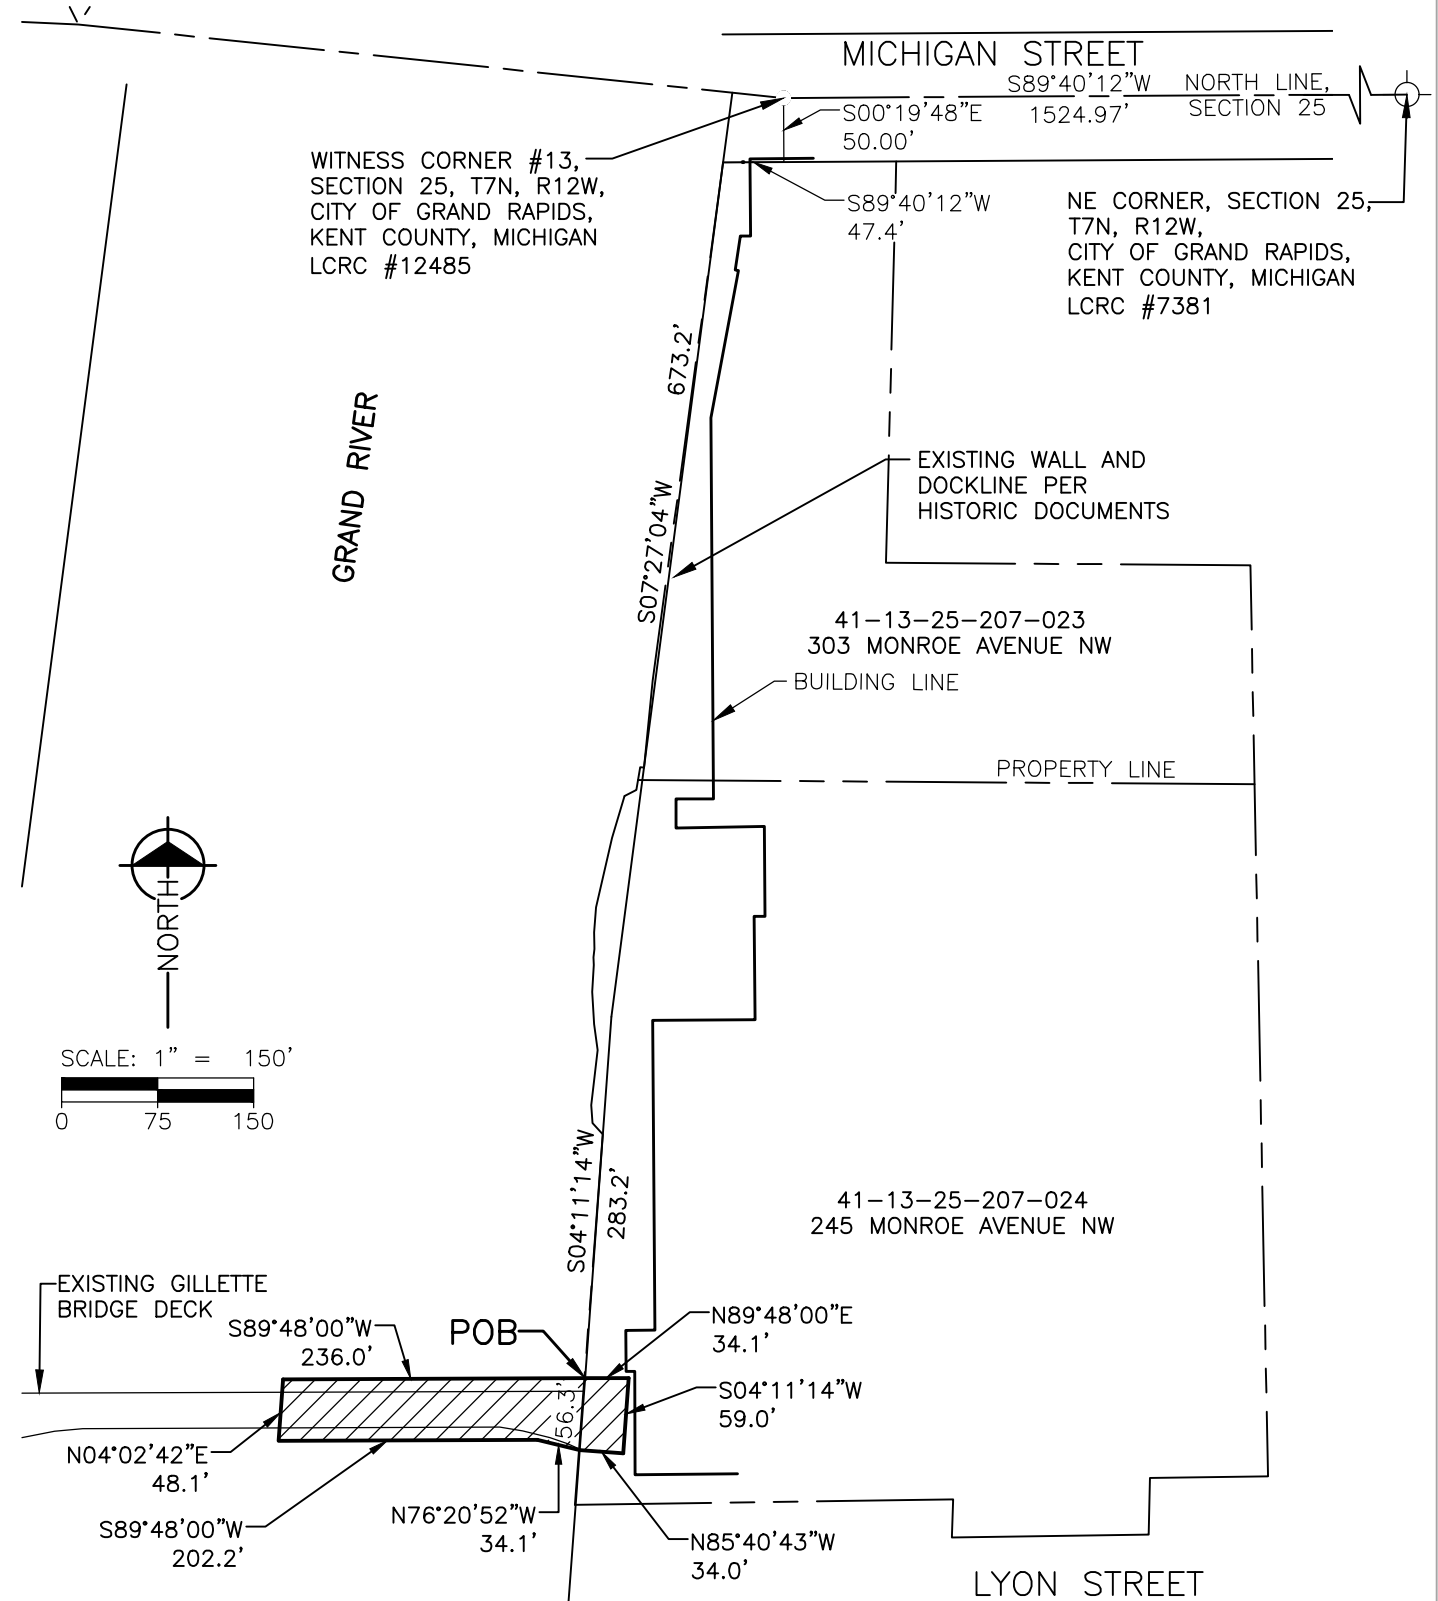 MICHIGAN STREET
S89°40'12"W
1524.97'
NORTH LINE,
SECTION 25
S00°19'48"E
50.00'
WITNESS CORNER #13,
SECTION 25, T7N, R12W,
CITY OF GRAND RAPIDS,
KENT COUNTY, MICHIGAN
LCRC #12485
S89°40'12"W
47.4'
NE CORNER, SECTION 25,
T7N, R12W,
CITY OF GRAND RAPIDS,
KENT COUNTY, MICHIGAN
LCRC #7381
673.2'
GRAND RIVER
S07°27'04"W
EXISTING WALL AND
DOCKLINE PER
HISTORIC DOCUMENTS
41-13-25-207-023
303 MONROE AVENUE NW
BUILDING LINE
PROPERTY LINE
NORTH
SCALE: 1" = 150'
0 75 150
S04°11'14"W
283.2'
41-13-25-207-024
245 MONROE AVENUE NW
EXISTING GILLETTE
BRIDGE DECK
S89°48'00"W
236.0'
POB
N89°48'00"E
34.1'
56.3'
S04°11'14"W
59.0'
N04°02'42"E
48.1'
S89°48'00"W
202.2'
N76°20'52"W
34.1'
N85°40'43"W
34.0'
LYON STREET